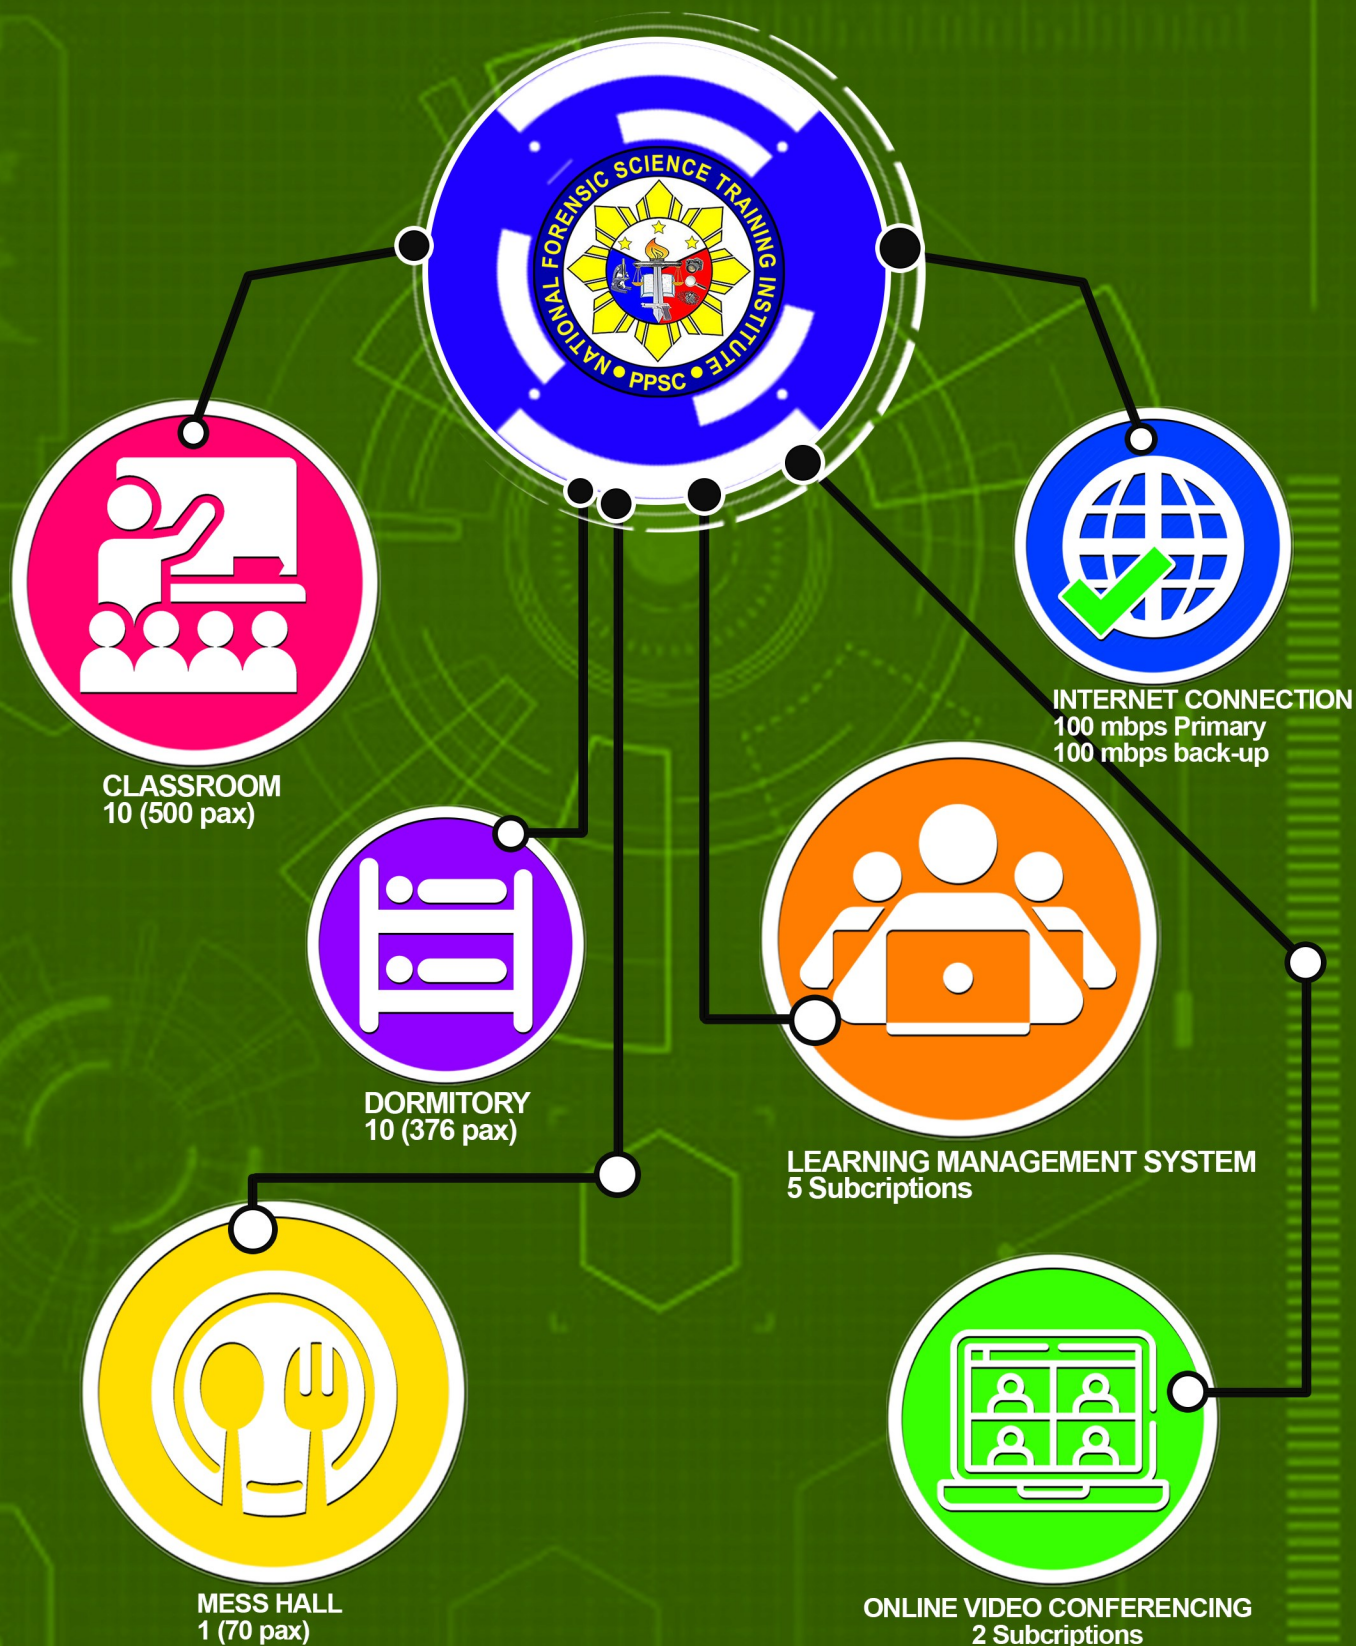 NATIONAL FORENSIC SCIENCE TRAINING INSTITUTE
PPSC
INTERNET CONNECTION
100 mbps Primary
100 mbps back-up
CLASSROOM
10 (500 pax)
DORMITORY
10 (376 pax)
LEARNING MANAGEMENT SYSTEM
5 Subcriptions
MESS HALL
1 (70 pax)
ONLINE VIDEO CONFERENCING
2 Subcriptions